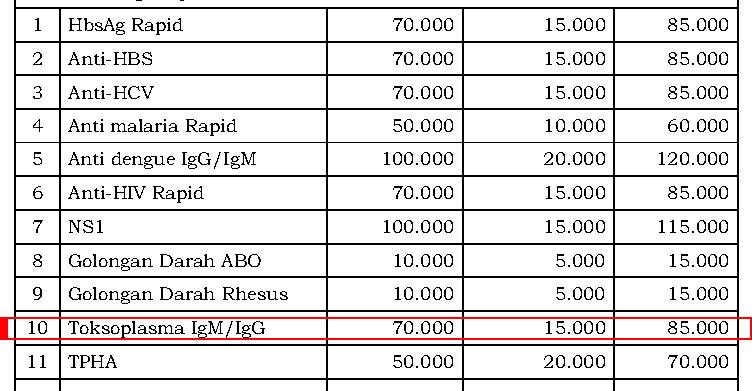 1 HbsAg Rapid 70.000 15.000 85.000
2 Anti-HBS 70.000 15.000 85.000
3 Anti-HCV 70.000 15.000 85.000
4 Anti malaria Rapid 50.000 10.000 60.000
5 Anti dengue IgG/IgM 100.000 20.000 120.000
6 Anti-HIV Rapid 70.000 15.000 85.000
7 NS1 100.000 15.000 115.000
8 Golongan Darah ABO 10.000 5.000 15.000
9 Golongan Darah Rhesus 10.000 5.000 15.000
10 Toksoplasma IgM/IgG 70.000 15.000 85.000
11 TPHA 50.000 20.000 70.000